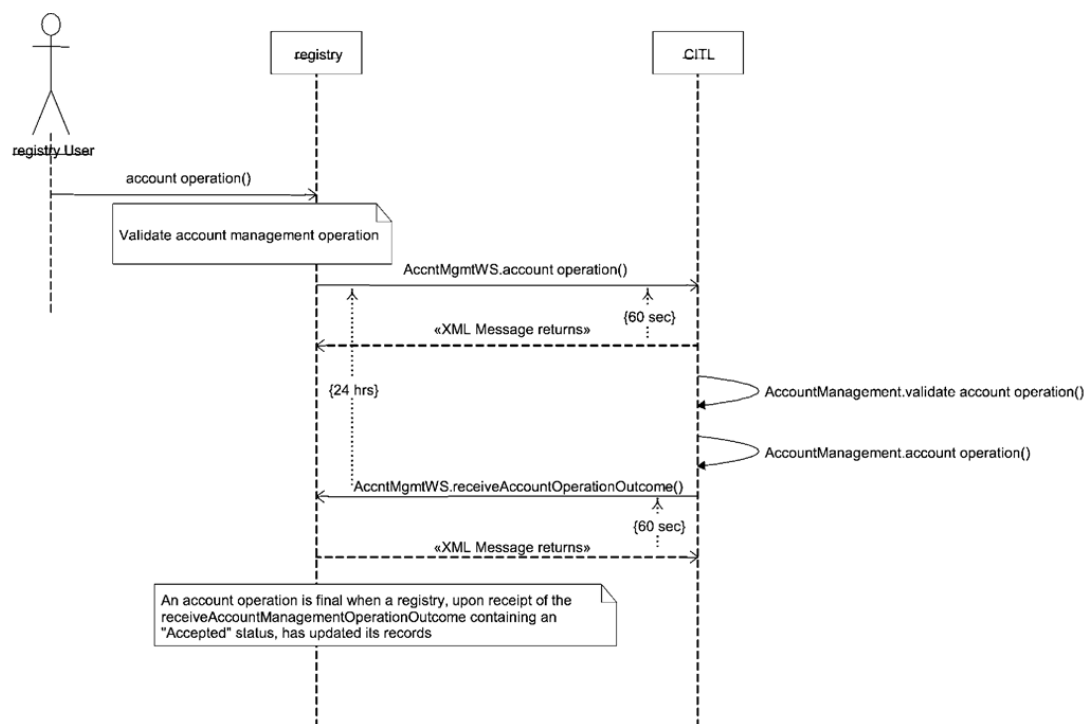 registry
CITL
registry User
account operation()
Validate account management operation
AccntMgmtWS.account operation()
{60 sec}
«XML Message returns»
{24 hrs}
AccountManagement.validate account operation()
AccountManagement.account operation()
AccntMgmtWS.receiveAccountOperationOutcome()
{60 sec}
«XML Message returns»
An account operation is final when a registry, upon receipt of the
receiveAccountManagementOperationOutcome containing an
"Accepted" status, has updated its records